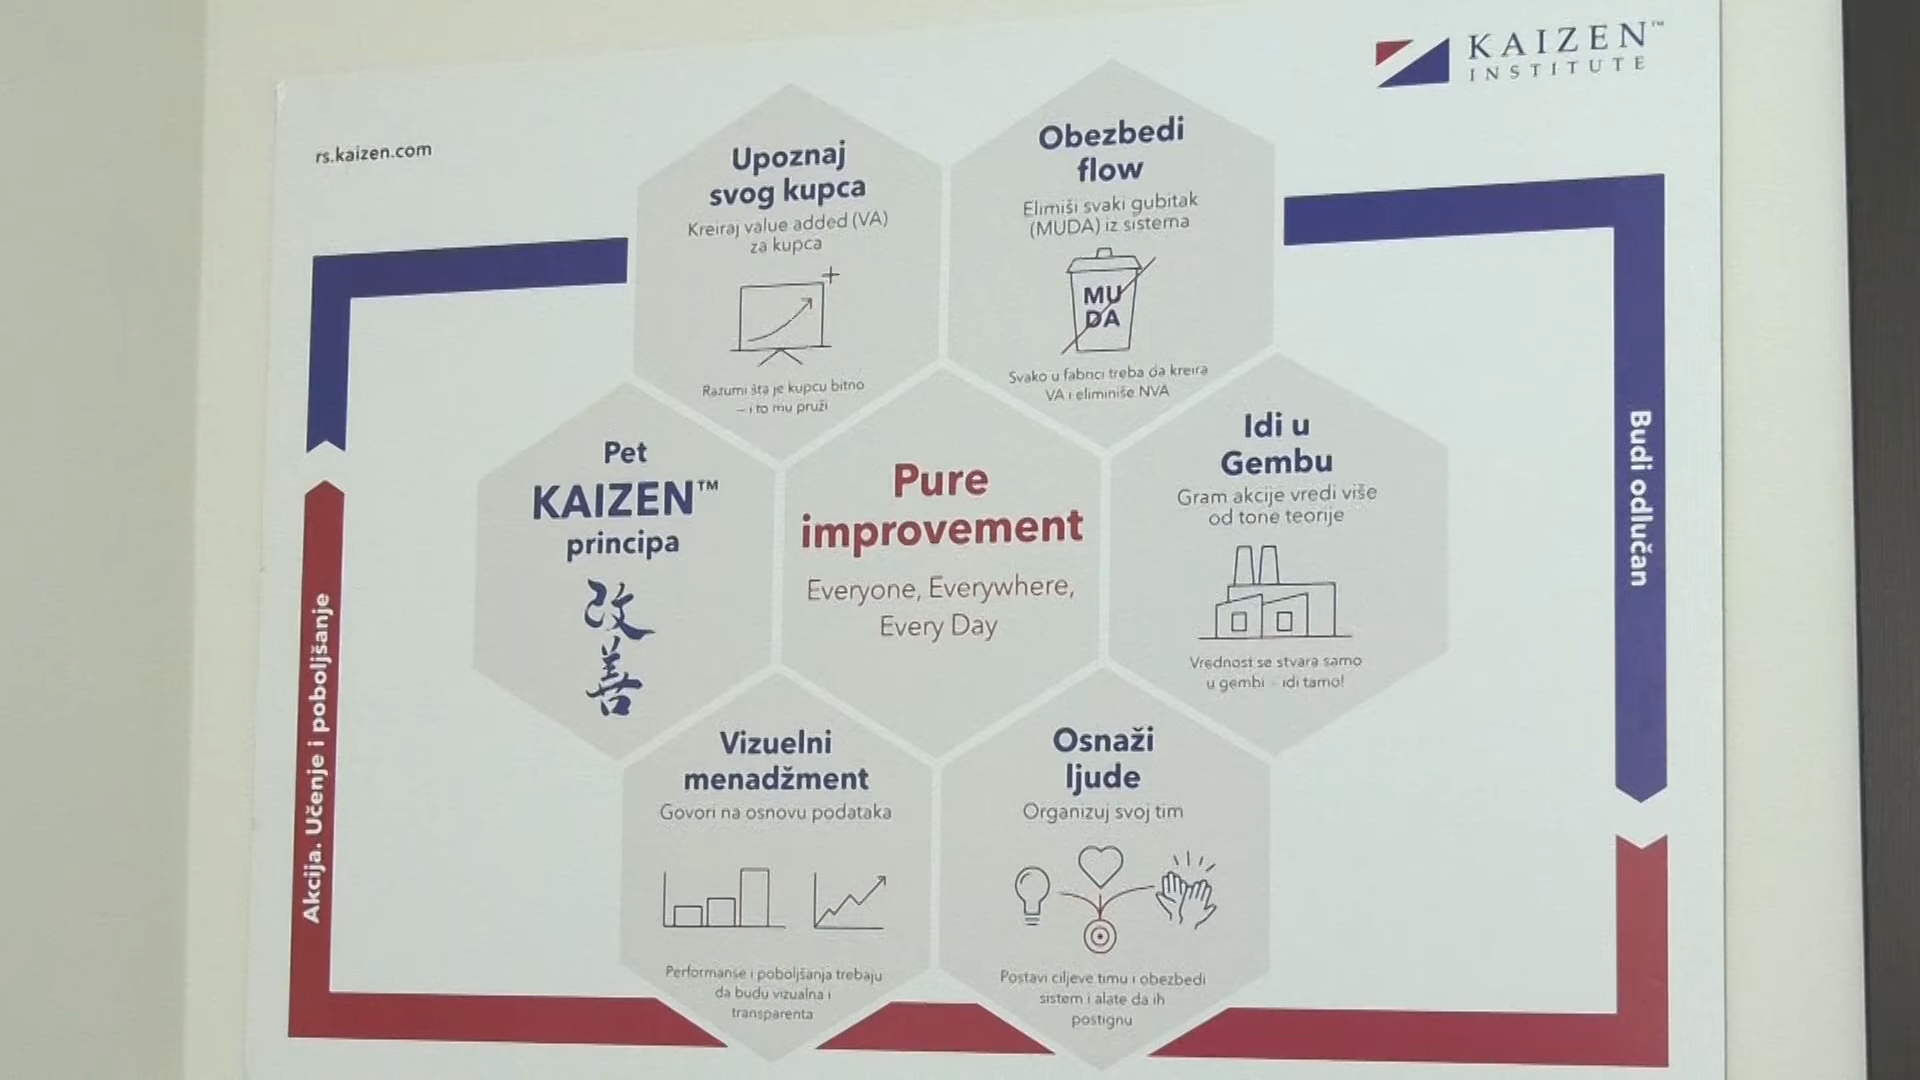 KAIZEN™
INSTITUTE
rs.kaizen.com
Upoznaj
svog kupca
Kreiraj value added (VA)
za kupca
Razumi šta je kupcu bitno
– i to mu pruži
Obezbedi
flow
Elimiši svaki gubitak
(MUDA) iz sistema
MU
DA
Svako u fabrici treba da kreira
VA i eliminiše NVA
Pet
KAIZEN™
principa
改
善
Pure
improvement
Everyone, Everywhere,
Every Day
Idi u
Gembu
Gram akcije vredi više
od tone teorije
Vrednost se stvara samo
u gembi – idi tamo!
Vizuelni
menadžment
Govori na osnovu podataka
Performanse i poboljšanja trebaju
da budu vizualna i
transparenta
Osnaži
ljude
Organizuj svoj tim
Postavi ciljeve timu i obezbedi
sistem i alate da ih
postignu
Budi odlučan
Akcija. Učenje i poboljšanje